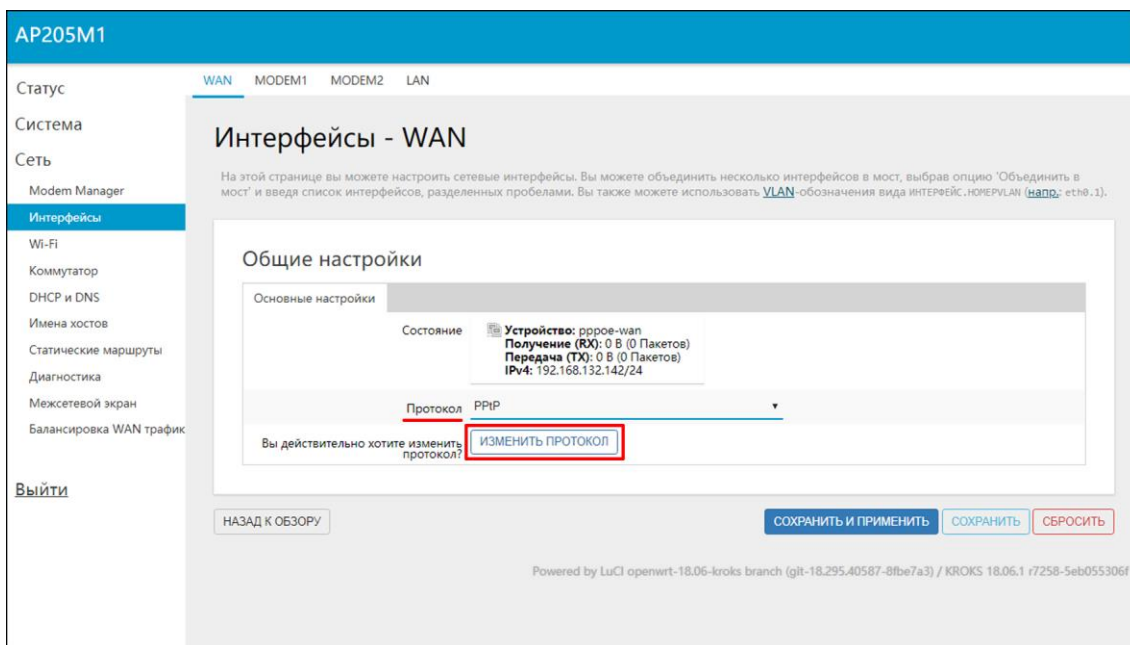 AP205M1
Статус
Система
Сеть
Modem Manager
Интерфейсы
Wi-Fi
Коммутатор
DHCP и DNS
Имена хостов
Статические маршруты
Диагностика
Межсетевой экран
Балансировка WAN трафик
Выйти
WAN MODEM1 MODEM2 LAN
Интерфейсы - WAN
На этой странице вы можете настроить сетевые интерфейсы. Вы можете объединить несколько интерфейсов в мост, выбрав опцию 'Объединить в
мост' и введя список интерфейсов, разделенных пробелами. Вы также можете использовать VLAN-обозначения вида ИНТЕРФЕЙС.НОМЕРVLAN (напр.: eth0.1).
Общие настройки
Основные настройки
Состояние
Устройство: pppoe-wan
Получение (RX): 0 B (0 Пакетов)
Передача (TX): 0 B (0 Пакетов)
IPv4: 192.168.132.142/24
Протокол PPtP
Вы действительно хотите изменить
протокол?
ИЗМЕНИТЬ ПРОТОКОЛ
НАЗАД К ОБЗОРУ СОХРАНИТЬ И ПРИМЕНИТЬ СОХРАНИТЬ СБРОСИТЬ
Powered by LuCI openwrt-18.06-kroks branch (git-18.295.40587-8fbe7a3) / KROKS 18.06.1 r7258-5eb055306f